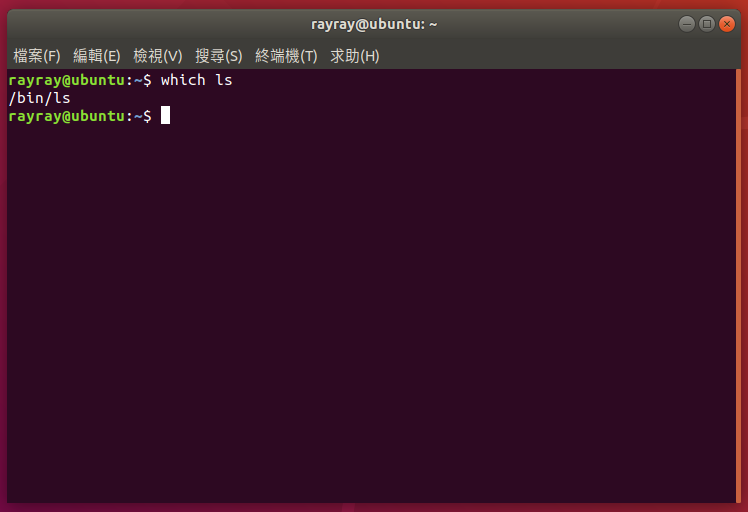 rayray@ubuntu: ~
檔案(F) 編輯(E) 檢視(V) 搜尋(S) 終端機(T) 求助(H)
rayray@ubuntu:~$ which ls
/bin/ls
rayray@ubuntu:~$